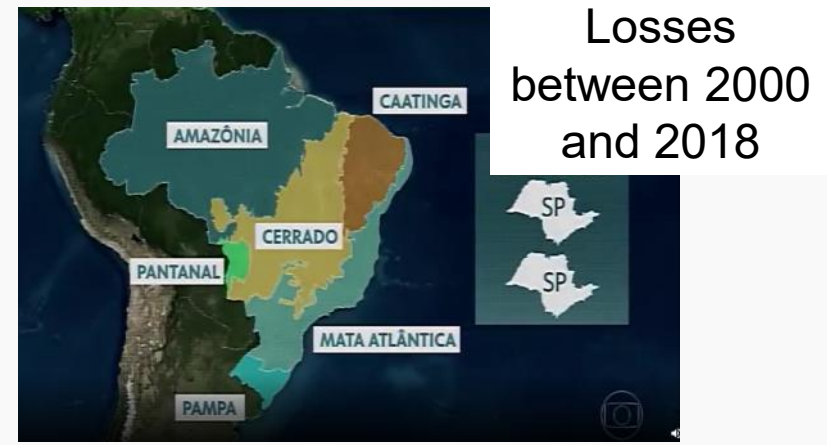 Losses
between 2000
and 2018
CAATINGA
AMAZÔNIA
SP
CERRADO
PANTANAL
SP
MATA ATLÂNTICA
PAMPA